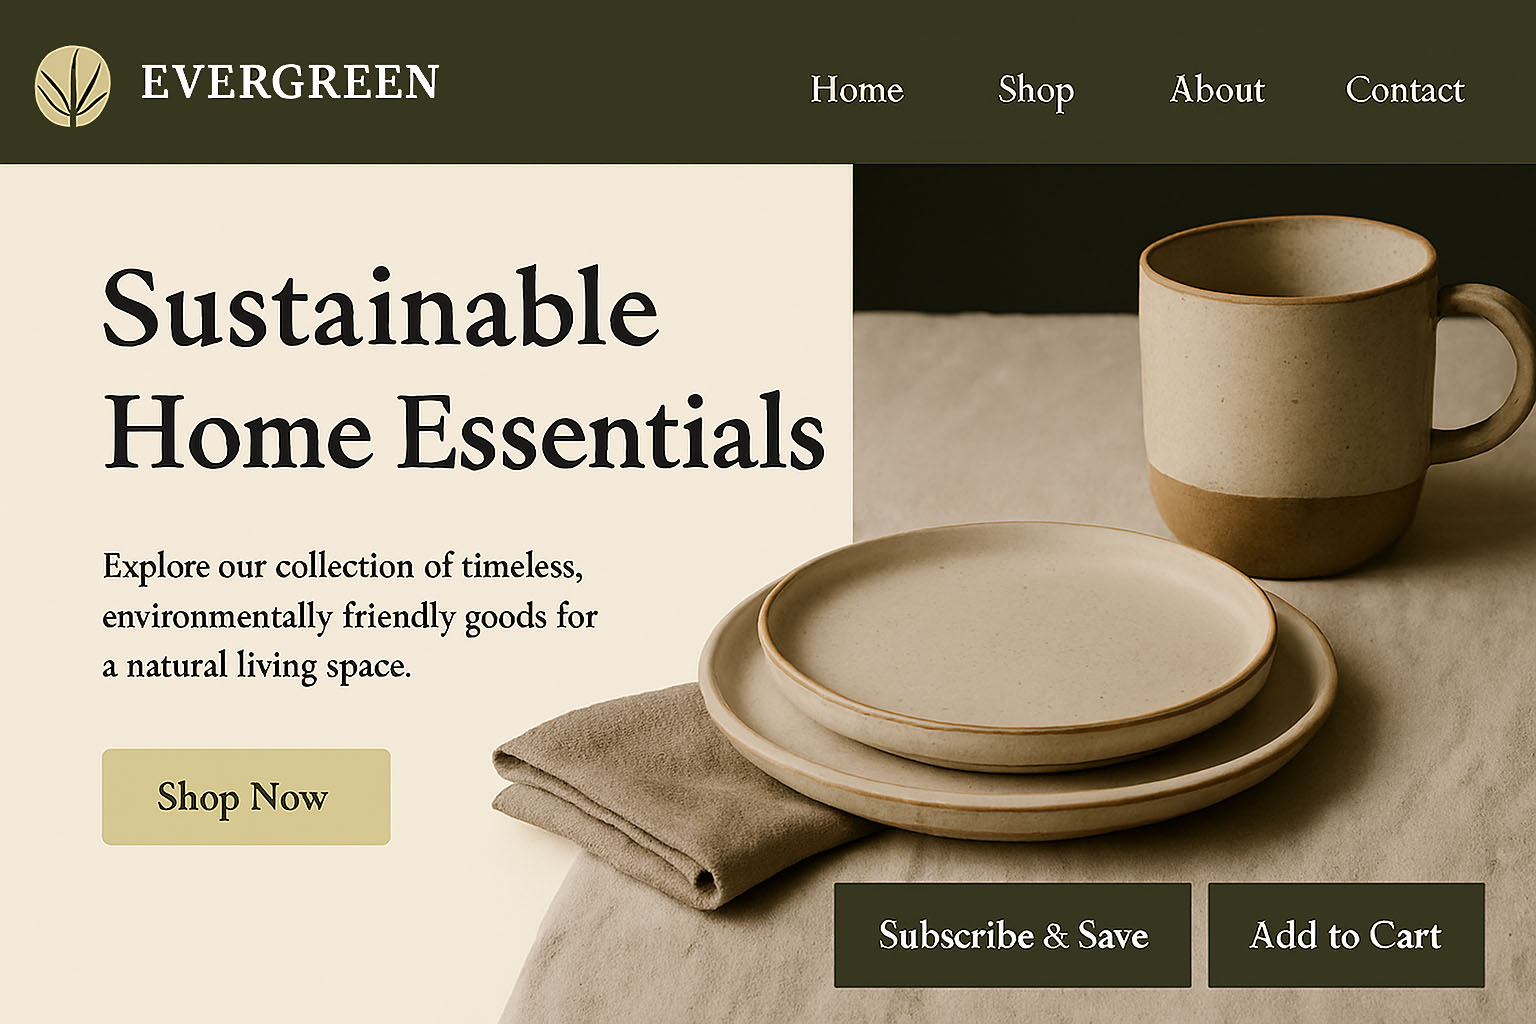 EVERGREEN
Home Shop About Contact
Sustainable
Home Essentials
Explore our collection of timeless,
environmentally friendly goods for
a natural living space.
Shop Now
Subscribe & Save
Add to Cart